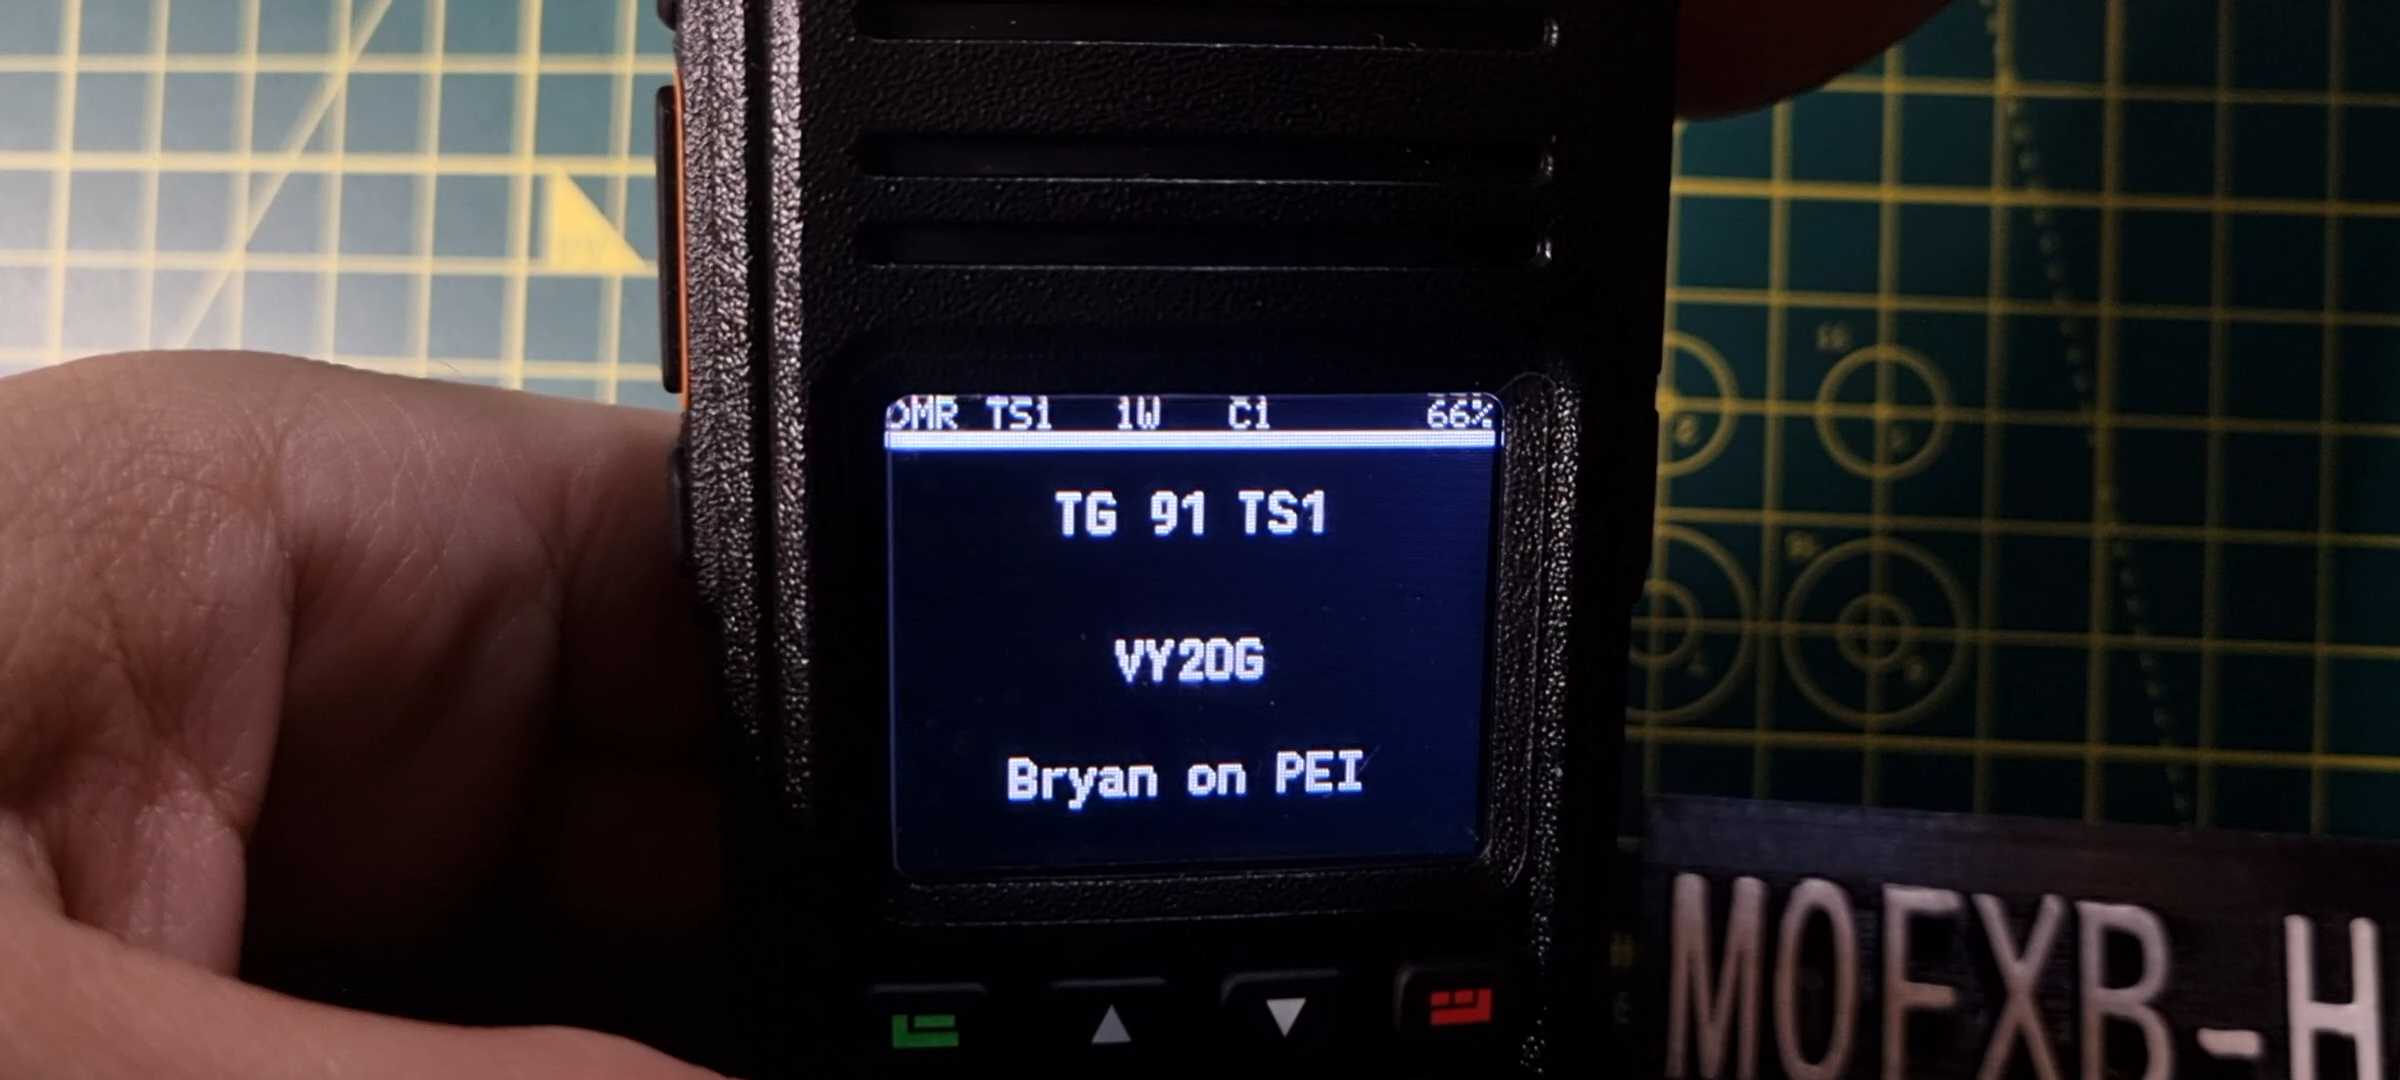 DMR TS1 1W C1 66%
TG 91 TS1
VY2OG
Bryan on PEI
M0FXB-H